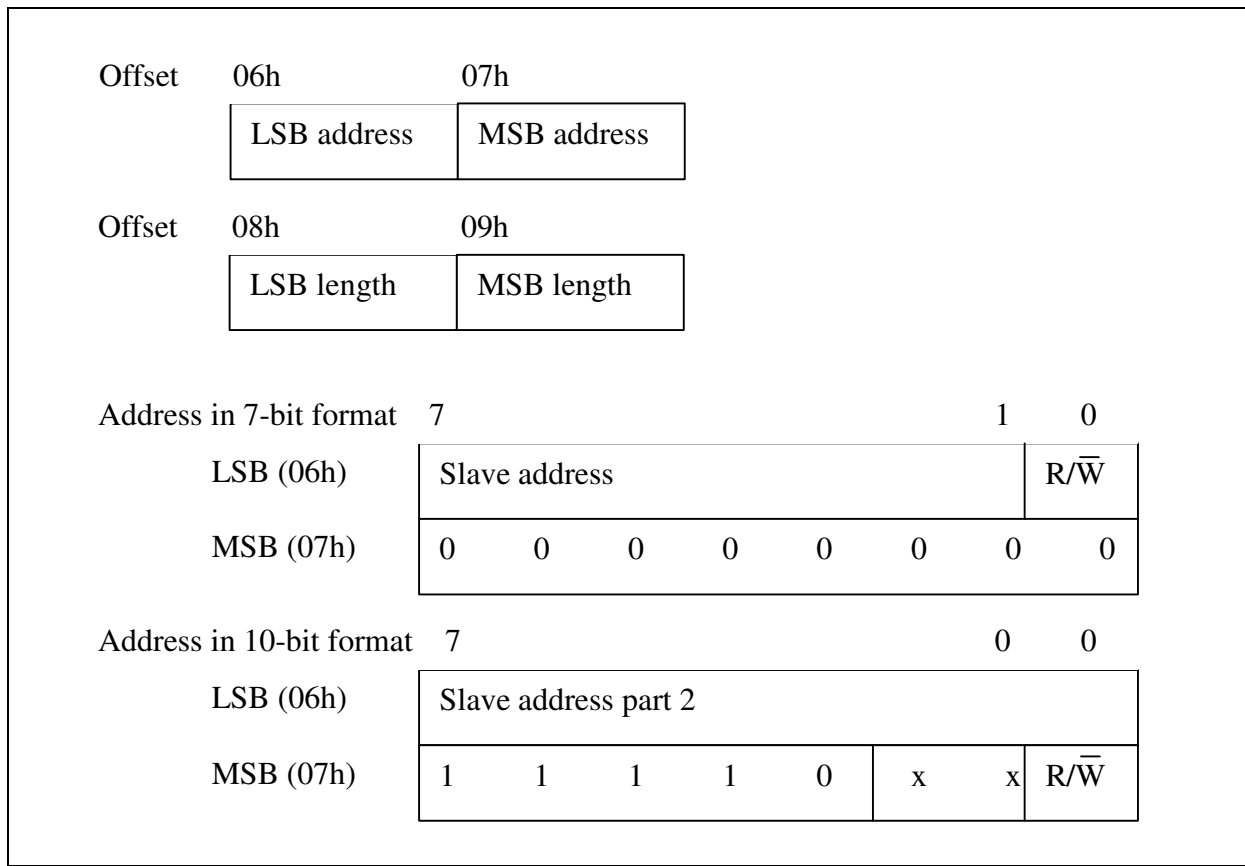 Offset 06h 07h
LSB address MSB address
Offset 08h 09h
LSB length MSB length
Address in 7-bit format 7 1 0
LSB (06h) Slave address R/W̅
MSB (07h) 0 0 0 0 0 0 0 0
Address in 10-bit format 7 0 0
LSB (06h) Slave address part 2
MSB (07h) 1 1 1 1 0 x x R/W̅